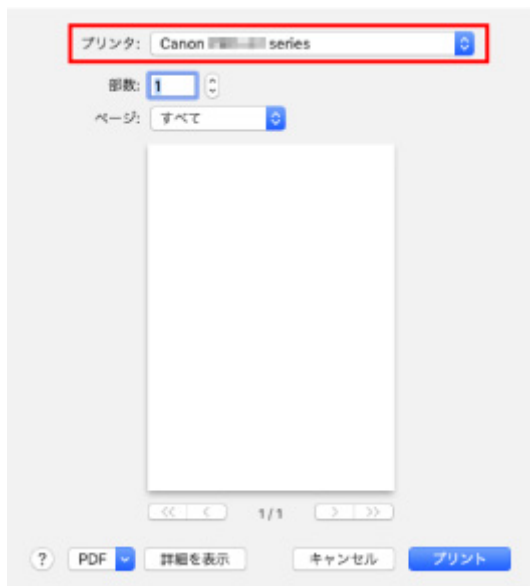 プリンタ: Canon series
部数: 1
ページ: すべて
<< < 1/1 > >>
? PDF 詳細を表示 キャンセル プリント